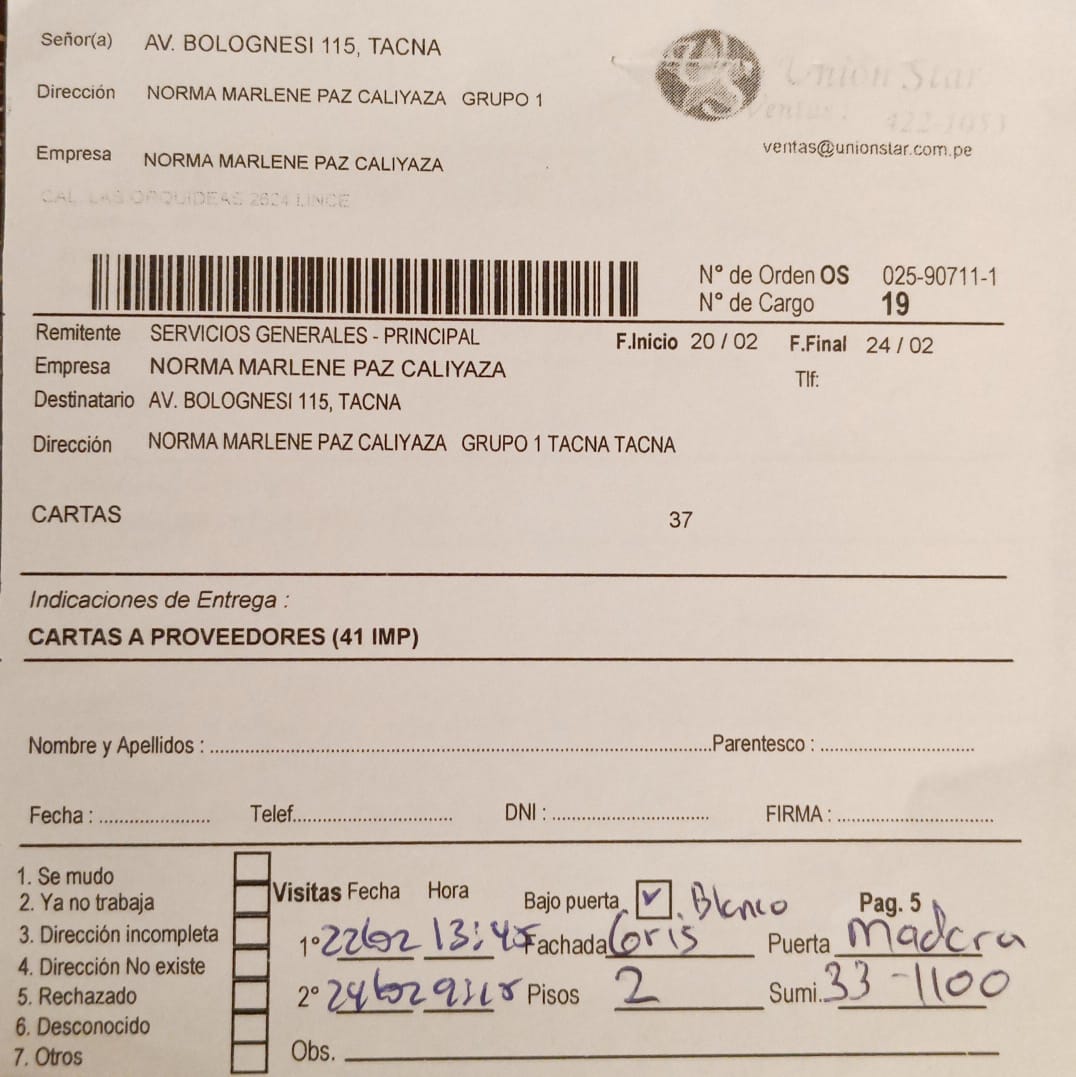 Señor(a) AV. BOLOGNESI 115, TACNA
Dirección NORMA MARLENE PAZ CALIYAZA GRUPO 1
Empresa NORMA MARLENE PAZ CALIYAZA
CAL. LAS ORQUIDEAS 2624 LINCE
Union Star
Ventas: 422-1053
ventas@unionstar.com.pe
N° de Orden OS 025-90711-1
N° de Cargo 19
Remitente SERVICIOS GENERALES - PRINCIPAL F.Inicio 20 / 02 F.Final 24 / 02
Empresa NORMA MARLENE PAZ CALIYAZA
Tlf:
Destinatario AV. BOLOGNESI 115, TACNA
Dirección NORMA MARLENE PAZ CALIYAZA GRUPO 1 TACNA TACNA
CARTAS 37
Indicaciones de Entrega :
CARTAS A PROVEEDORES (41 IMP)
Nombre y Apellidos : Parentesco :
Fecha : Telef. DNI : FIRMA :
1. Se mudo
2. Ya no trabaja
3. Dirección incompleta
4. Dirección No existe
5. Rechazado
6. Desconocido
7. Otros
Visitas Fecha Hora Bajo puerta ✓. Blanco Pag. 5
1° 22/02 13:45 Fachada Gris Puerta Madera
2° 24/02 Pisos 2 Sumi. 33-1100
Obs.